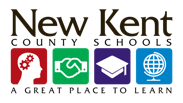 New Kent
COUNTY SCHOOLS
A GREAT PLACE TO LEARN